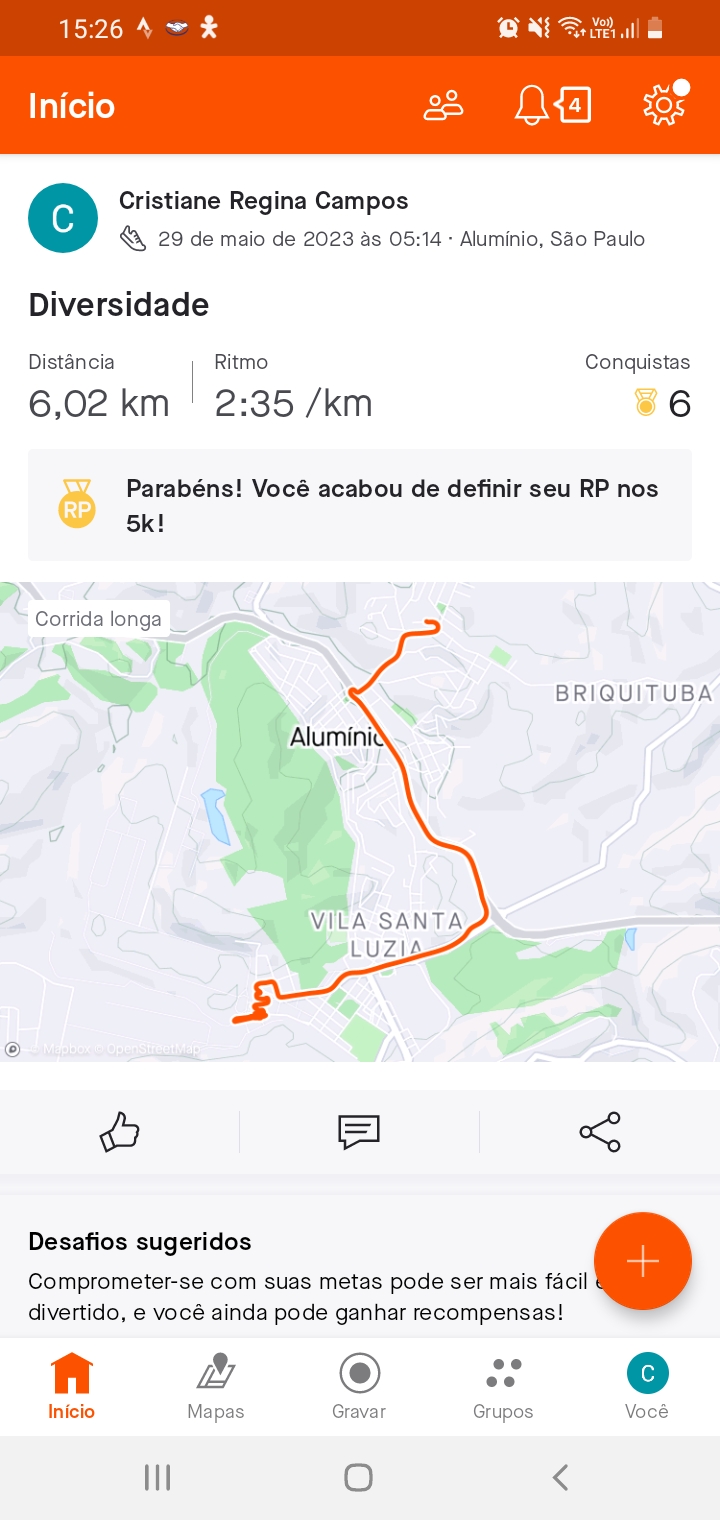 15:26
Vo))
LTE1
Início
4
C
Cristiane Regina Campos
29 de maio de 2023 às 05:14 · Alumínio, São Paulo
Diversidade
Distância
Ritmo
Conquistas
6,02 km
2:35 /km
6
RP
Parabéns! Você acabou de definir seu RP nos
5k!
Corrida longa
BRIQUITUBA
Alumínio
VILA SANTA
LUZIA
© Mapbox © OpenStreetMap
Desafios sugeridos
Comprometer-se com suas metas pode ser mais fácil e
divertido, e você ainda pode ganhar recompensas!
C
Início
Mapas
Gravar
Grupos
Você